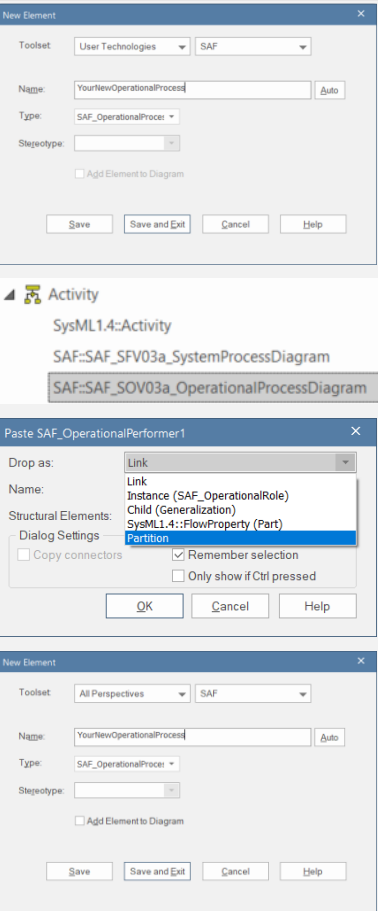 New Element
Toolset User Technologies SAF
Name: YourNewOperationalProcess Auto
Type: SAF_OperationalProces
Stereotype:
Add Element to Diagram
Save Save and Exit Cancel Help
Activity
SysML1.4::Activity
SAF::SAF_SFV03a_SystemProcessDiagram
SAF::SAF_SOV03a_OperationalProcessDiagram
Paste SAF_OperationalPerformer1
Drop as: Link
Link
Name: Instance (SAF_OperationalRole)
Child (Generalization)
Structural Elements: SysML1.4::FlowProperty (Part)
Dialog Settings Partition
Copy connectors Remember selection
Only show if Ctrl pressed
OK Cancel Help
New Element
Toolset All Perspectives SAF
Name: YourNewOperationalProcess Auto
Type: SAF_OperationalProces
Stereotype:
Add Element to Diagram
Save Save and Exit Cancel Help